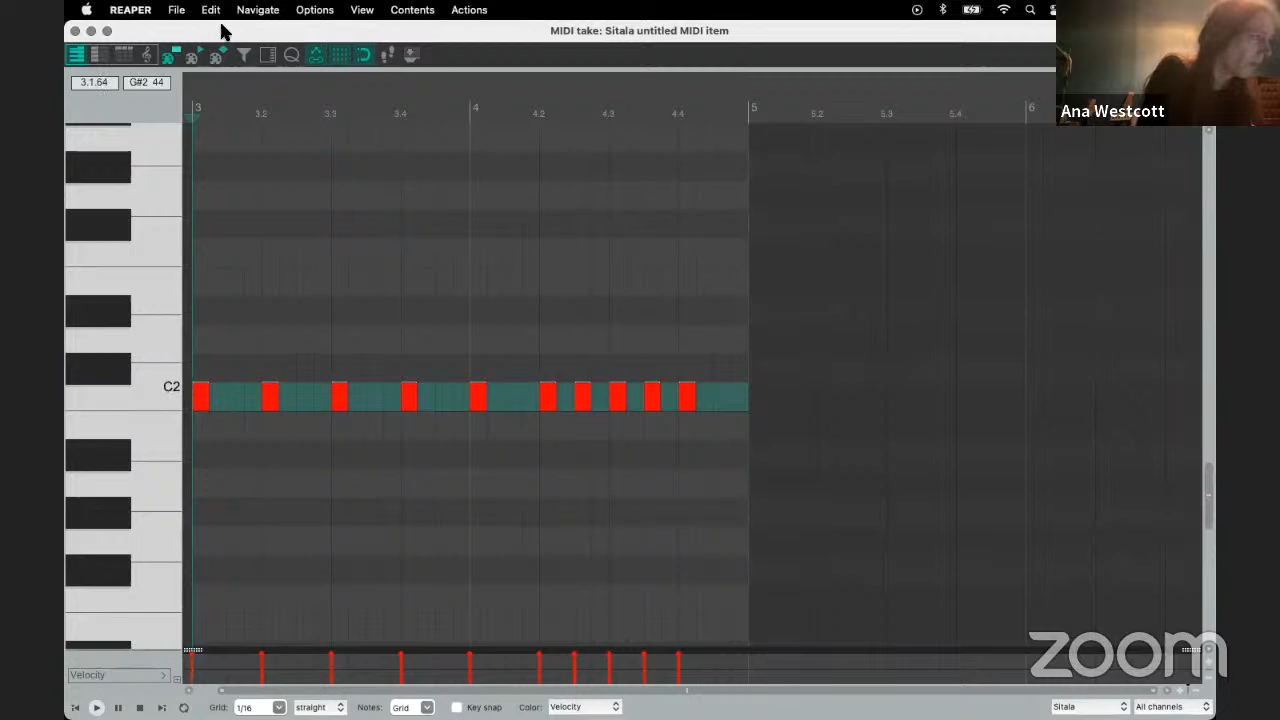 REAPER File Edit Navigate Options View Contents Actions
MIDI take: Sitala untitled MIDI item
3.1.64 G#2 44
3 4 5 6
3.2 3.3 3.4 4.2 4.3 4.4 5.2 5.3 5.4
Ana Westcott
C2
zoom
Velocity
Grid: 1/16 straight Notes: Grid Key snap Color: Velocity Sitala All channels